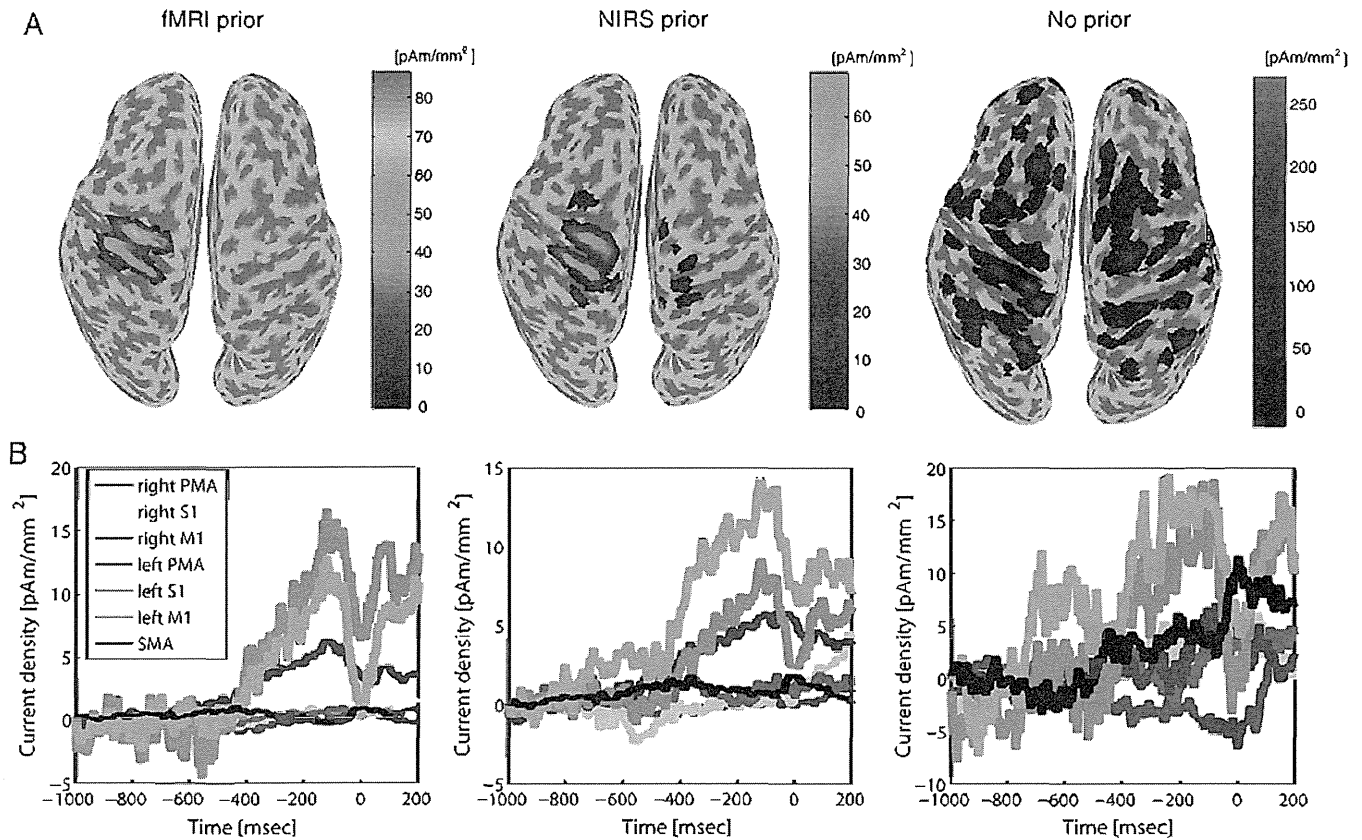 A
fMRI prior
NIRS prior
No prior
[pAm/mm²]
80
70
60
50
40
30
20
10
0
[pAm/mm²]
60
50
40
30
20
10
0
[pAm/mm²]
250
200
150
100
50
0
B
Current density [pAm/mm²]
20
15
10
5
0
−5
right PMA
right S1
right M1
left PMA
left S1
left M1
SMA
−1000 −800 −600 −400 −200 0 200
Time [msec]
Current density [pAm/mm²]
15
10
5
0
−5
−1000 −800 −600 −400 −200 0 200
Time [msec]
Current density [pAm/mm²]
20
15
10
5
0
−5
−10
−1000 −800 −600 −400 −200 0 200
Time [msec]